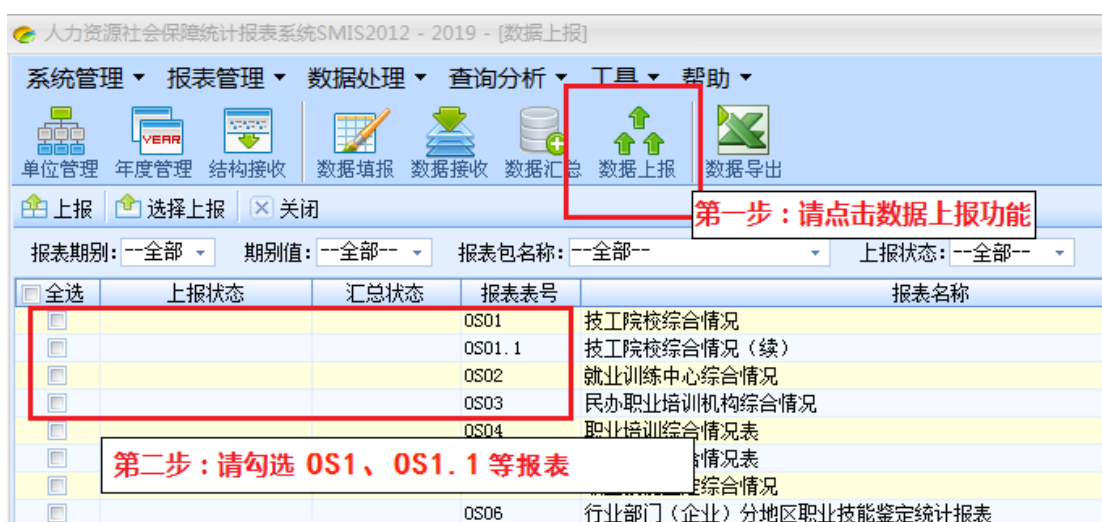 人力资源社会保障统计报表系统SMIS2012 - 2019 - [数据上报]
系统管理 报表管理 数据处理 查询分析 工具 帮助
YEAR
单位管理 年度管理 结构接收 数据填报 数据接收 数据汇总 数据上报 数据导出
上报 选择上报 关闭
第一步：请点击数据上报功能
报表期别: --全部 期别值: --全部-- 报表包名称: --全部-- 上报状态: --全部--
全选 上报状态 汇总状态 报表表号 报表名称
0S01 技工院校综合情况
0S01.1 技工院校综合情况（续）
0S02 就业训练中心综合情况
0S03 民办职业培训机构综合情况
0S04 职业培训综合情况表
情况表
第二步：请勾选 0S1、0S1.1 等报表
综合情况
0S06 行业部门（企业）分地区职业技能鉴定统计报表